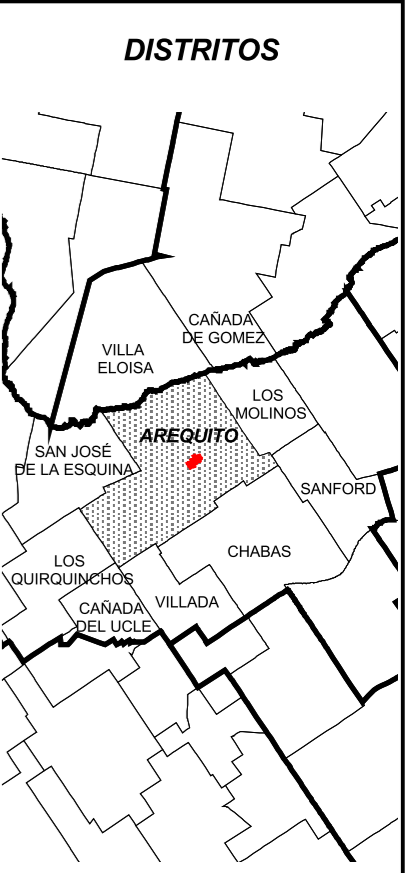 DISTRITOS
CAÑADA
DE GOMEZ
VILLA
ELOISA
LOS
MOLINOS
AREQUITO
SAN JOSÉ
DE LA ESQUINA
SANFORD
CHABAS
LOS
QUIRQUINCHOS
CAÑADA
DEL UCLE
VILLADA